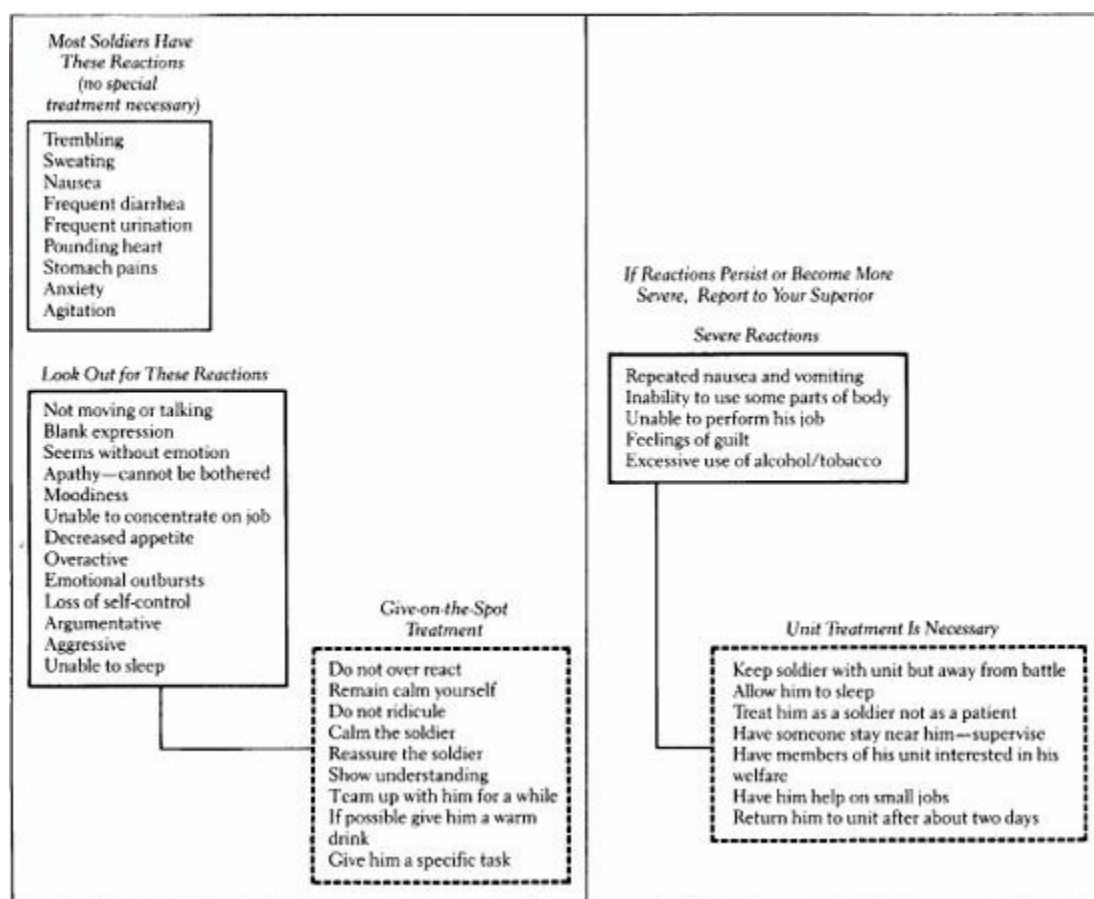 Most Soldiers Have
These Reactions
(no special
treatment necessary)
Trembling
Sweating
Nausea
Frequent diarrhea
Frequent urination
Pounding heart
Stomach pains
Anxiety
Agitation
Look Out for These Reactions
Not moving or talking
Blank expression
Seems without emotion
Apathy—cannot be bothered
Moodiness
Unable to concentrate on job
Decreased appetite
Overactive
Emotional outbursts
Loss of self-control
Argumentative
Aggressive
Unable to sleep
Give-on-the-Spot
Treatment
Do not over react
Remain calm yourself
Do not ridicule
Calm the soldier
Reassure the soldier
Show understanding
Team up with him for a while
If possible give him a warm
drink
Give him a specific task
If Reactions Persist or Become More
Severe, Report to Your Superior
Severe Reactions
Repeated nausea and vomiting
Inability to use some parts of body
Unable to perform his job
Feelings of guilt
Excessive use of alcohol/tobacco
Unit Treatment Is Necessary
Keep soldier with unit but away from battle
Allow him to sleep
Treat him as a soldier not as a patient
Have someone stay near him—supervise
Have members of his unit interested in his
welfare
Have him help on small jobs
Return him to unit after about two days